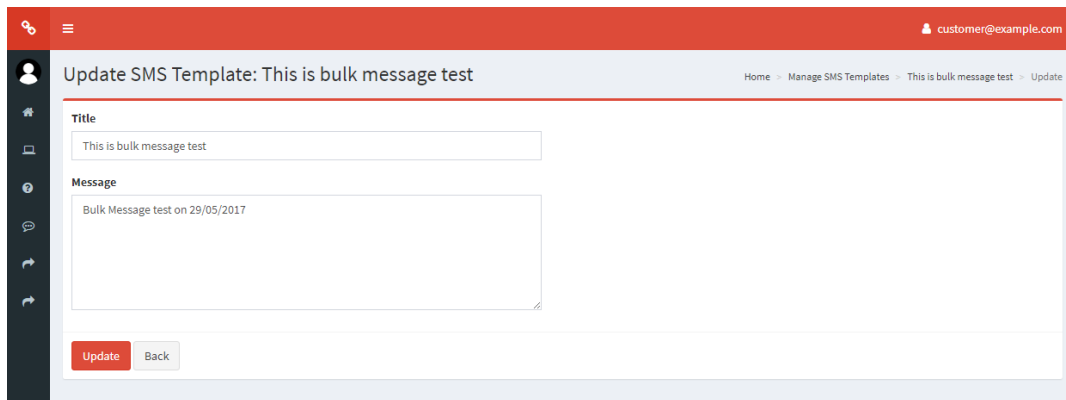 customer@example.com
Update SMS Template: This is bulk message test
Home > Manage SMS Templates > This is bulk message test > Update
Title
This is bulk message test
Message
Bulk Message test on 29/05/2017
Update Back